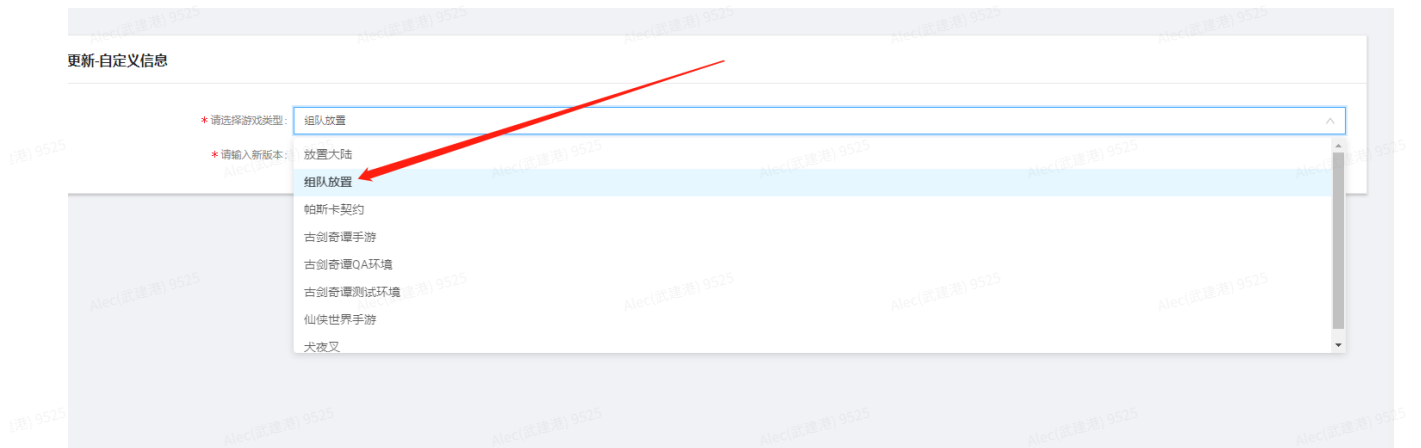 更新-自定义信息
* 请选择游戏类型: 组队放置
* 请输入新版本:
放置大陆
组队放置
帕斯卡契约
古剑奇谭手游
古剑奇谭QA环境
古剑奇谭测试环境
仙侠世界手游
犬夜叉
Alec(武建港) 9525